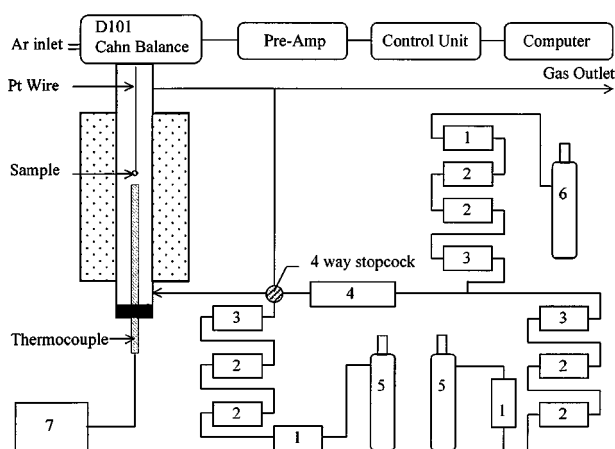 D101
Cahn Balance
Pre-Amp
Control Unit
Computer
Ar inlet
Gas Outlet
Pt Wire
Sample
4 way stopcock
Thermocouple
1
2
2
3
6
4
3
2
2
1
5
5
1
3
2
2
7